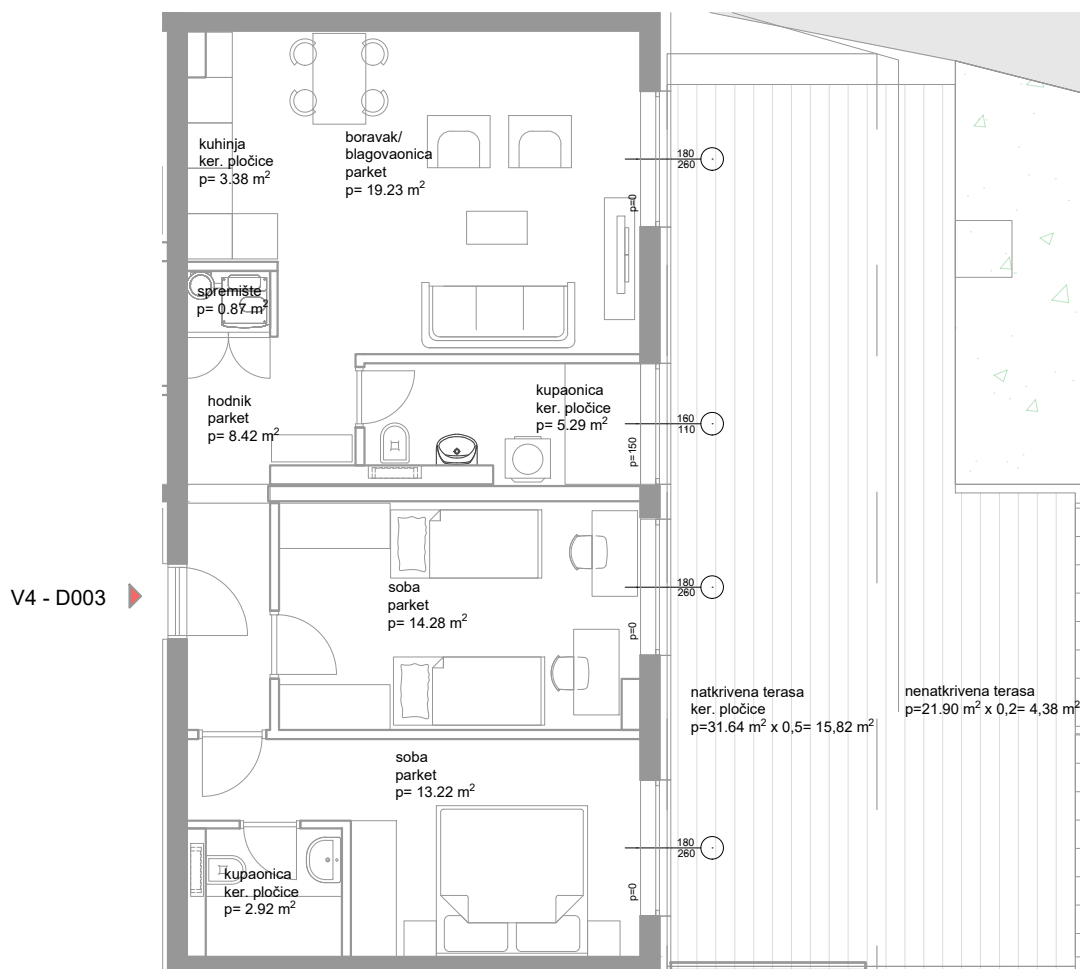 kuhinja
ker. pločice
p= 3.38 m²
boravak/
blagovaonica
parket
p= 19.23 m²
180
260
p=0
spremište
p= 0.87 m²
hodnik
parket
p= 8.42 m²
kupaonica
ker. pločice
p= 5.29 m²
160
110
p=150
V4 - D003
soba
parket
p= 14.28 m²
180
260
p=0
natkrivena terasa
ker. pločice
p=31.64 m² x 0,5= 15,82 m²
nenatkrivena terasa
p=21.90 m² x 0,2= 4,38 m²
soba
parket
p= 13.22 m²
180
260
p=0
kupaonica
ker. pločice
p= 2.92 m²